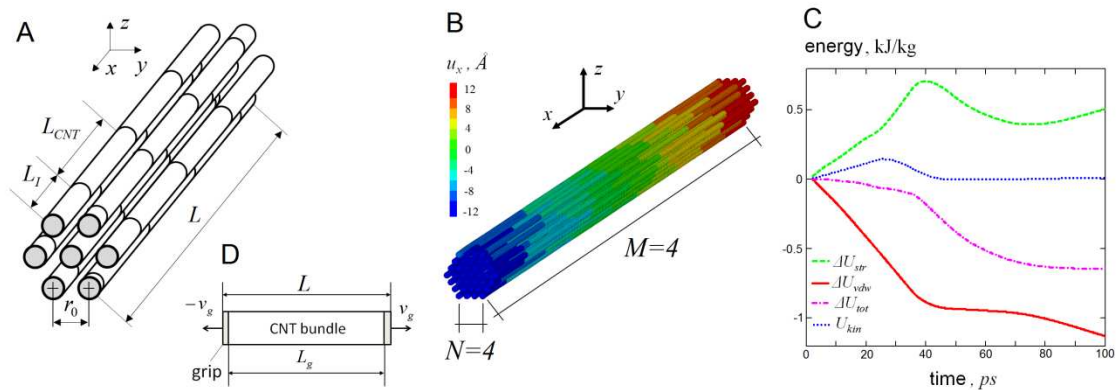 A
z
y
x
L_CNT
L_I
L
r_0
D
L
-v_g
v_g
CNT bundle
L_g
grip
B
u_x , Å
12
8
4
0
-4
-8
-12
z
y
x
M=4
N=4
C
energy, kJ/kg
0.5
0
-0.5
-1
ΔU_str
ΔU_vdw
ΔU_tot
U_kin
0 20 40 60 80 100
time, ps